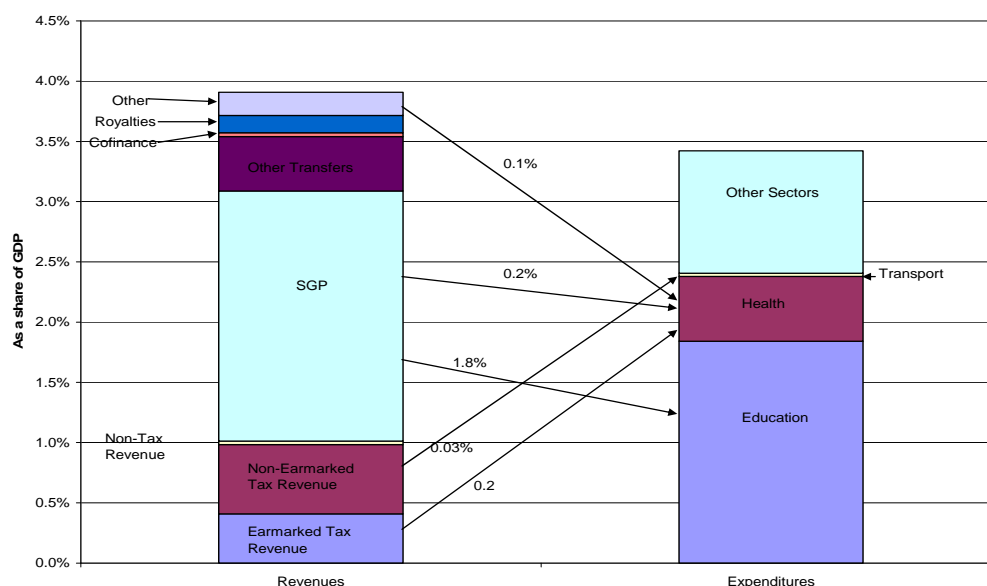 4.5%
4.0%
3.5%
3.0%
2.5%
2.0%
1.5%
1.0%
0.5%
0.0%
As a share of GDP
Other
Royalties
Cofinance
Other Transfers
SGP
Non-Tax
Revenue
Non-Earmarked
Tax Revenue
Earmarked Tax
Revenue
0.1%
0.2%
1.8%
0.03%
0.2
Other Sectors
Transport
Health
Education
Revenues
Expenditures